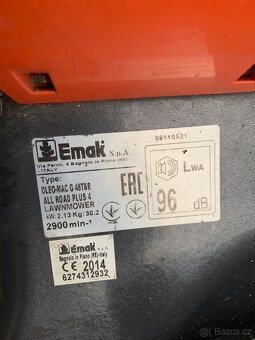 Emak S.p.A
Via Fermi, 4 Bagnolo in Piano (RE)
- ITALY
66110521
Type:
OLEO-MAC G 48TBR
ALL ROAD PLUS 4
LAWNMOWER
kW: 2.13 Kg: 30.2
2900 min-1
EAC
LWA
96 dB
Emak S.p.A.
Bagnolo in Piano (RE)-Italy
CE 2014
6274312932
sbazos.cz